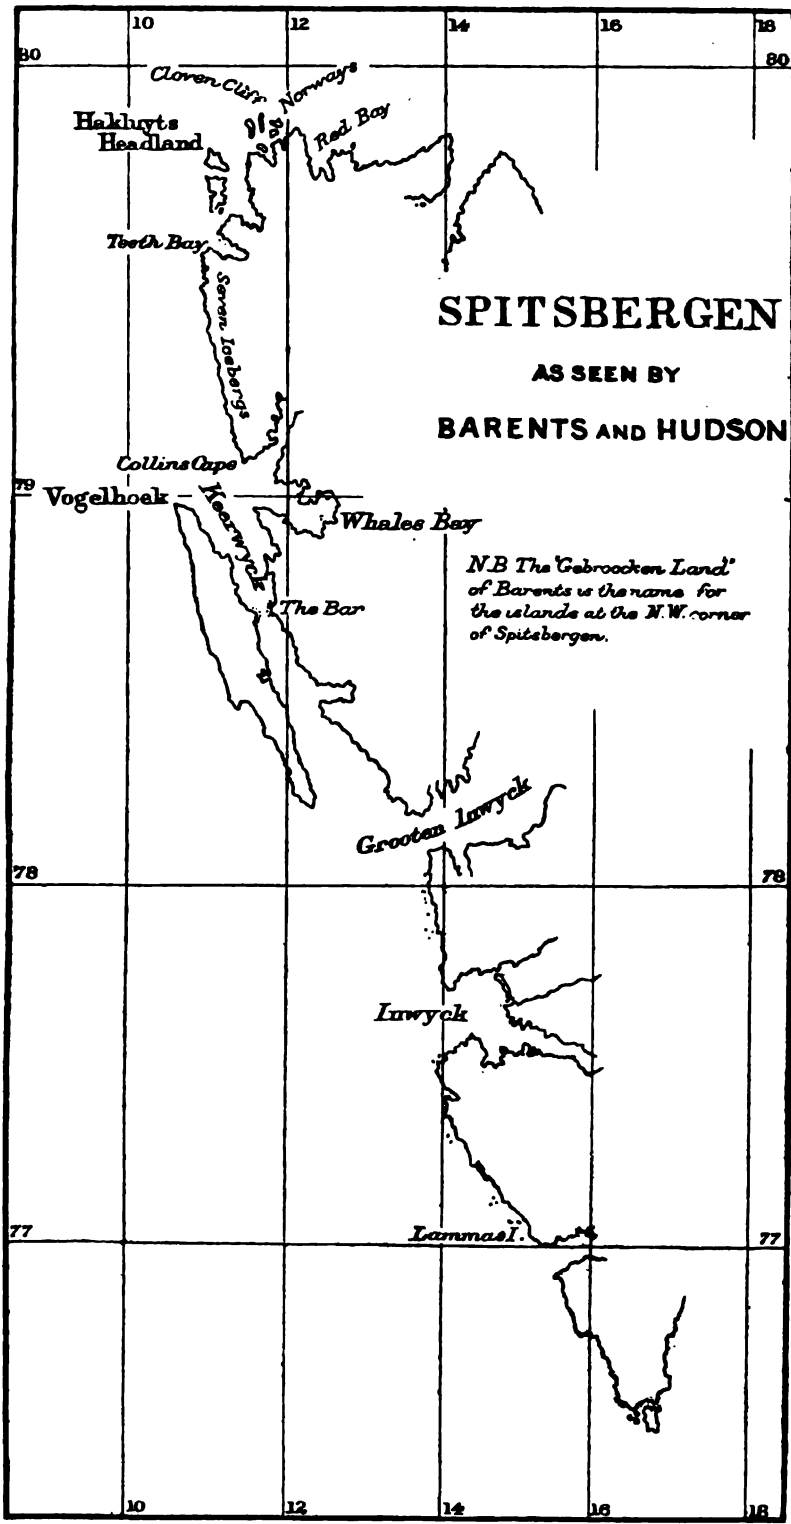 10 12 14 16 18
80 80
Cloven Cliff
Norways
Hakluyts
Headland
Red Bay
Teeth Bay
Seven Icebergs
SPITSBERGEN
AS SEEN BY
BARENTS AND HUDSON
Collins Cape
79
Vogelhoek
Keerwyck
Whales Bay
N.B The "Gebroocken Land"
of Barents is the name for
the islands at the N.W. corner
of Spitsbergen.
The Bar
Grooten Inwyck
78 78
Inwyck
77 77
Lammas I.
10 12 14 16 18